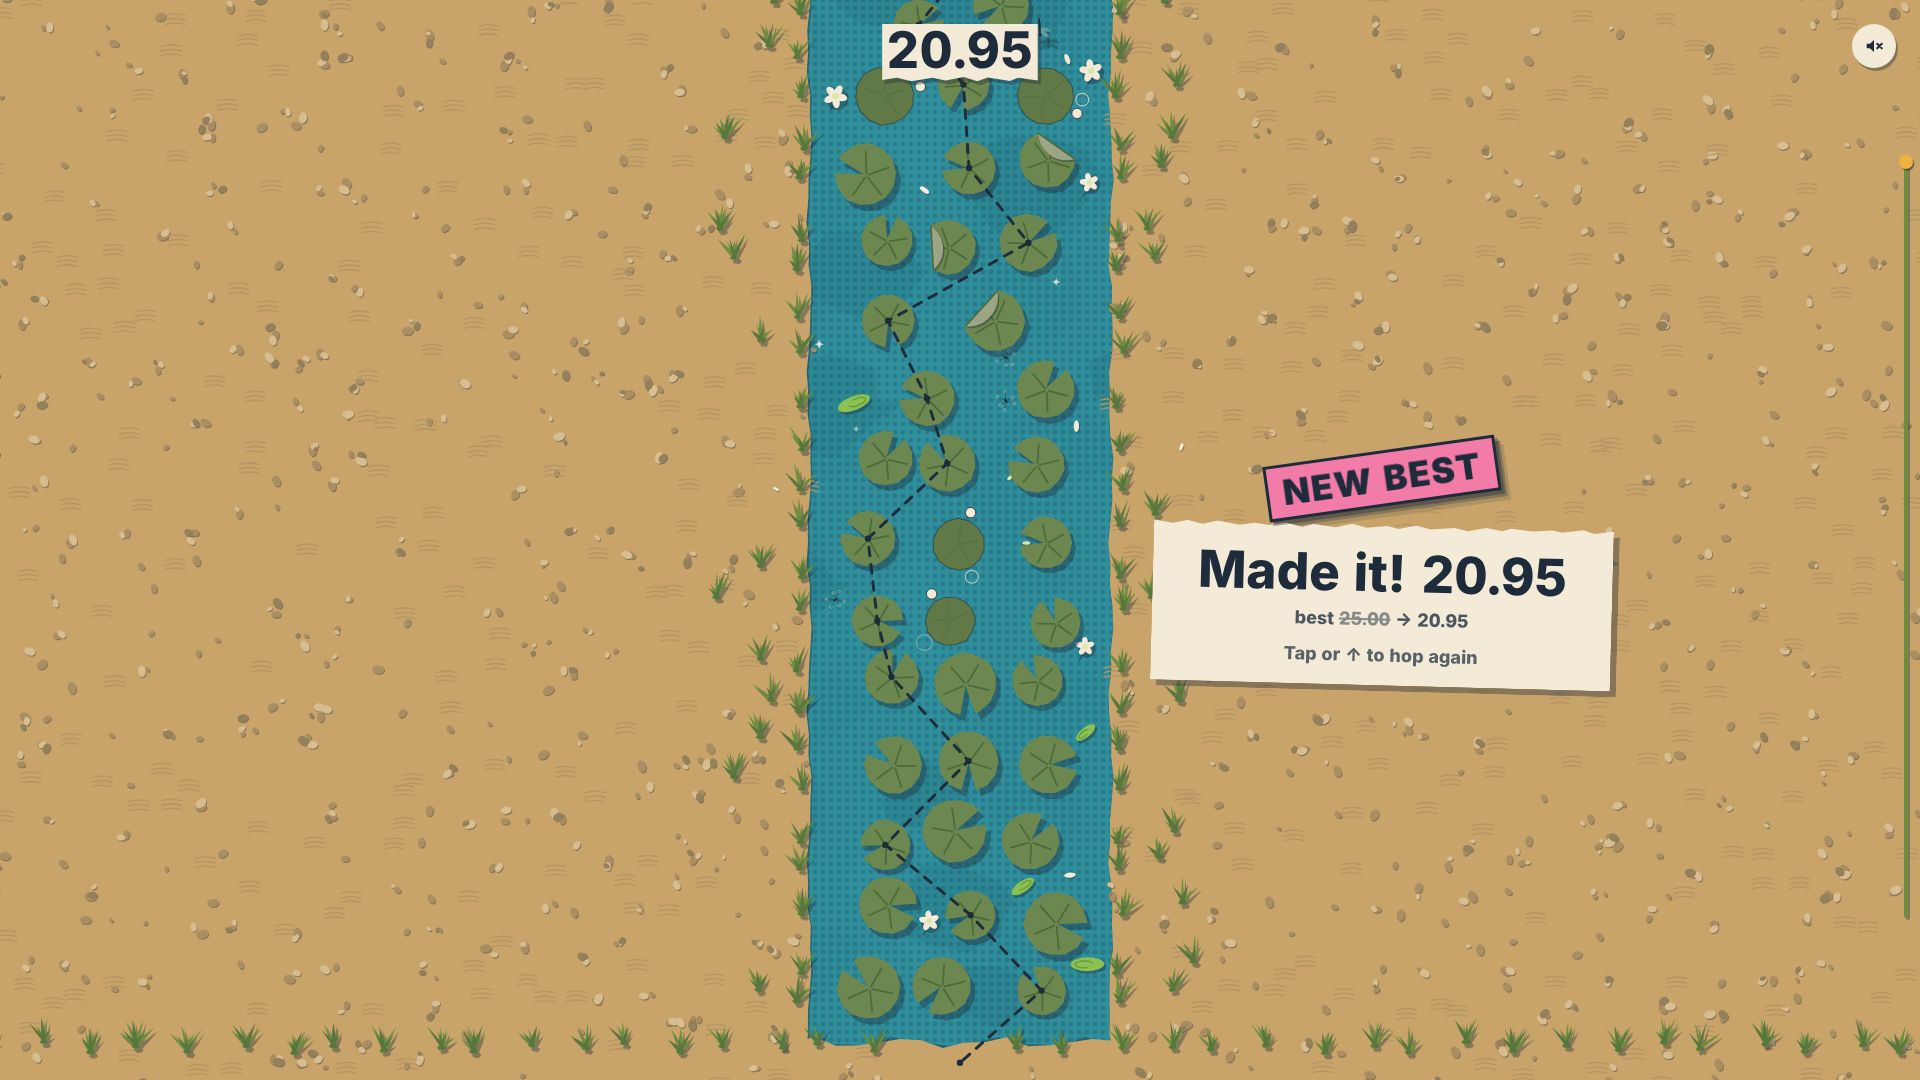 20.95
NEW BEST
Made it! 20.95
best 25.00 → 20.95
Tap or ↑ to hop again